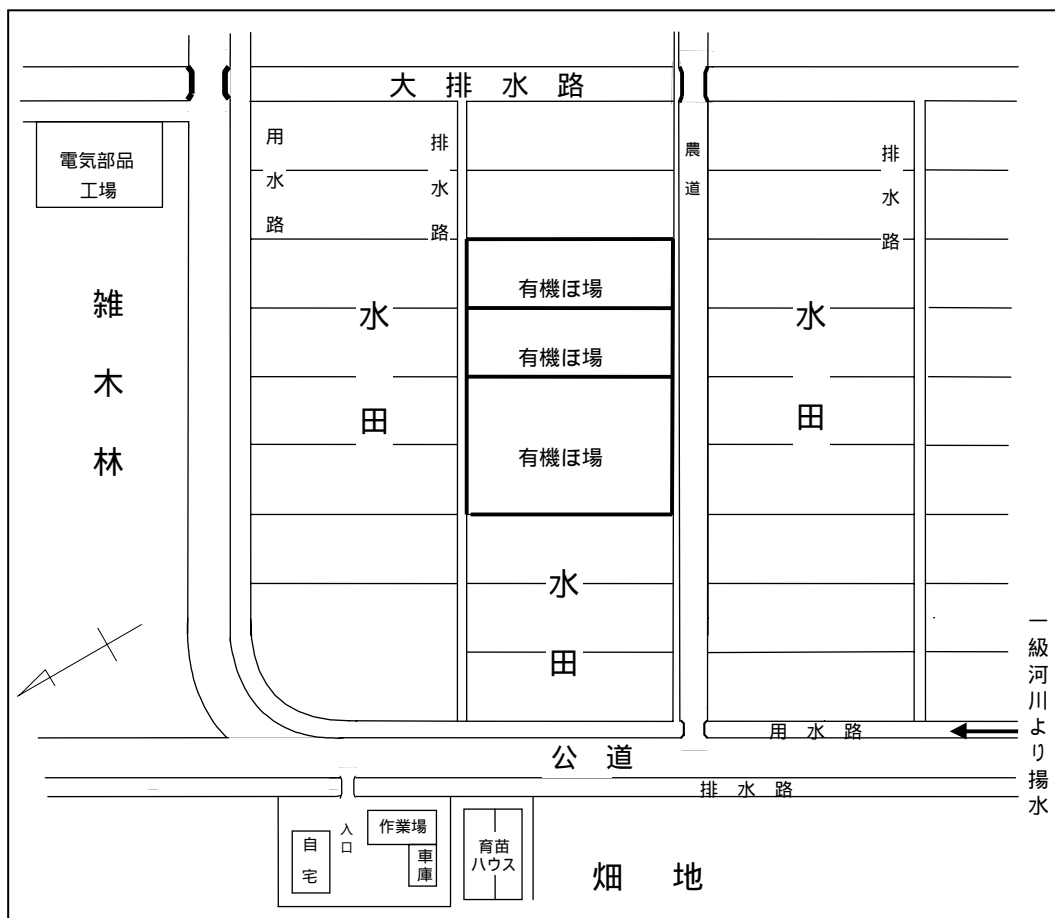 大排水路
電気部品
工場
用水路
排水路
農道
排水路
雑木林
水田
有機ほ場
有機ほ場
有機ほ場
水田
水田
一級河川より揚水
用水路
公道
排水路
自宅
入口
作業場
車庫
育苗
ハウス
畑地